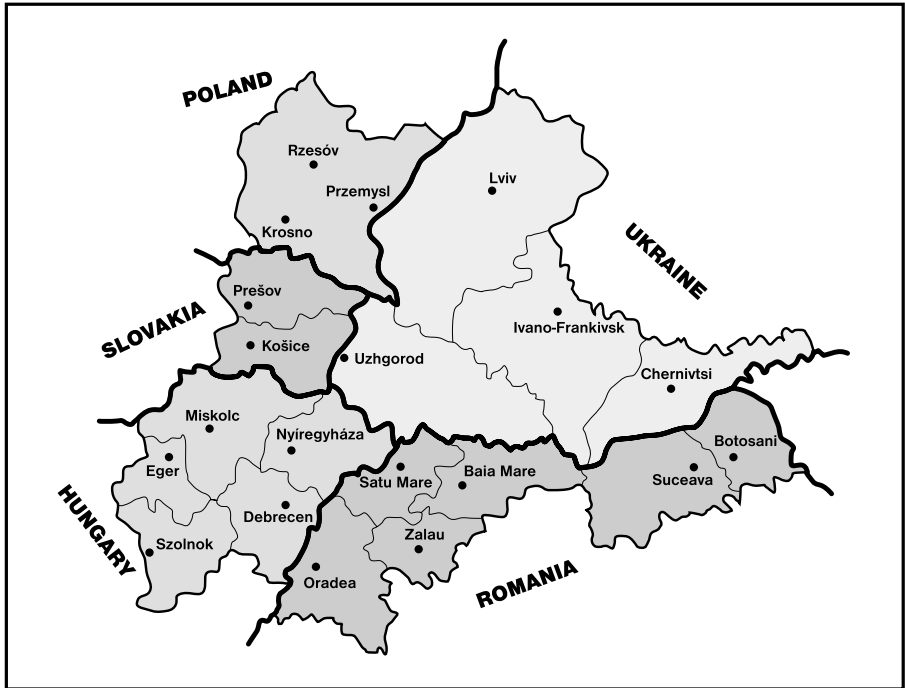 POLAND
Rzesóv
Przemysl
Krosno
Lviv
UKRAINE
Prešov
SLOVAKIA
Košice
Ivano-Frankivsk
Uzhgorod
Chernivtsi
Miskolc
Nyíregyháza
Eger
Botosani
Satu Mare
Baia Mare
Suceava
HUNGARY
Debrecen
Szolnok
Zalau
Oradea
ROMANIA